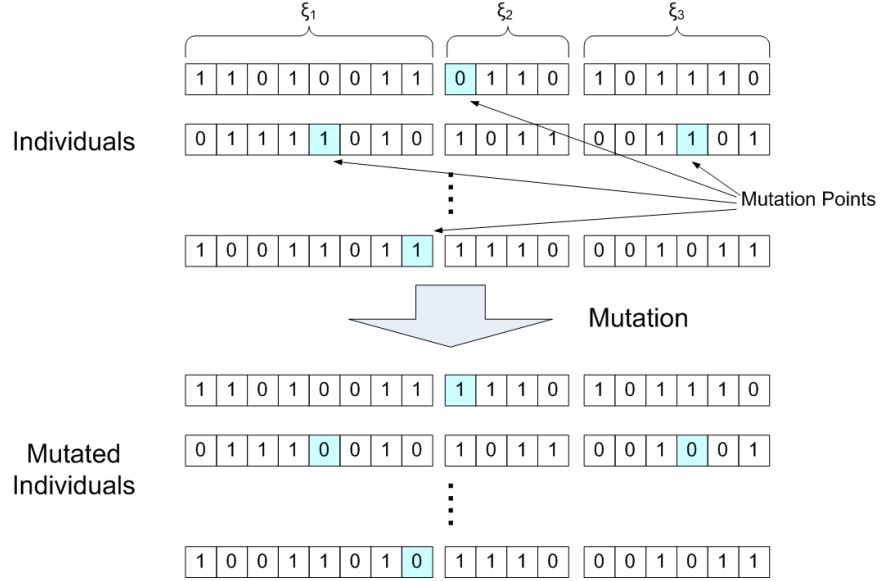 ξ1 ξ2 ξ3
1 1 0 1 0 0 1 1 0 1 1 0 1 0 1 1 1 0
Individuals 0 1 1 1 1 0 1 0 1 0 1 1 0 0 1 1 0 1
Mutation Points
1 0 0 1 1 0 1 1 1 1 1 0 0 0 1 0 1 1
Mutation
1 1 0 1 0 0 1 1 1 1 1 0 1 0 1 1 1 0
Mutated
Individuals
0 1 1 1 0 0 1 0 1 0 1 1 0 0 1 0 0 1
1 0 0 1 1 0 1 0 1 1 1 0 0 0 1 0 1 1